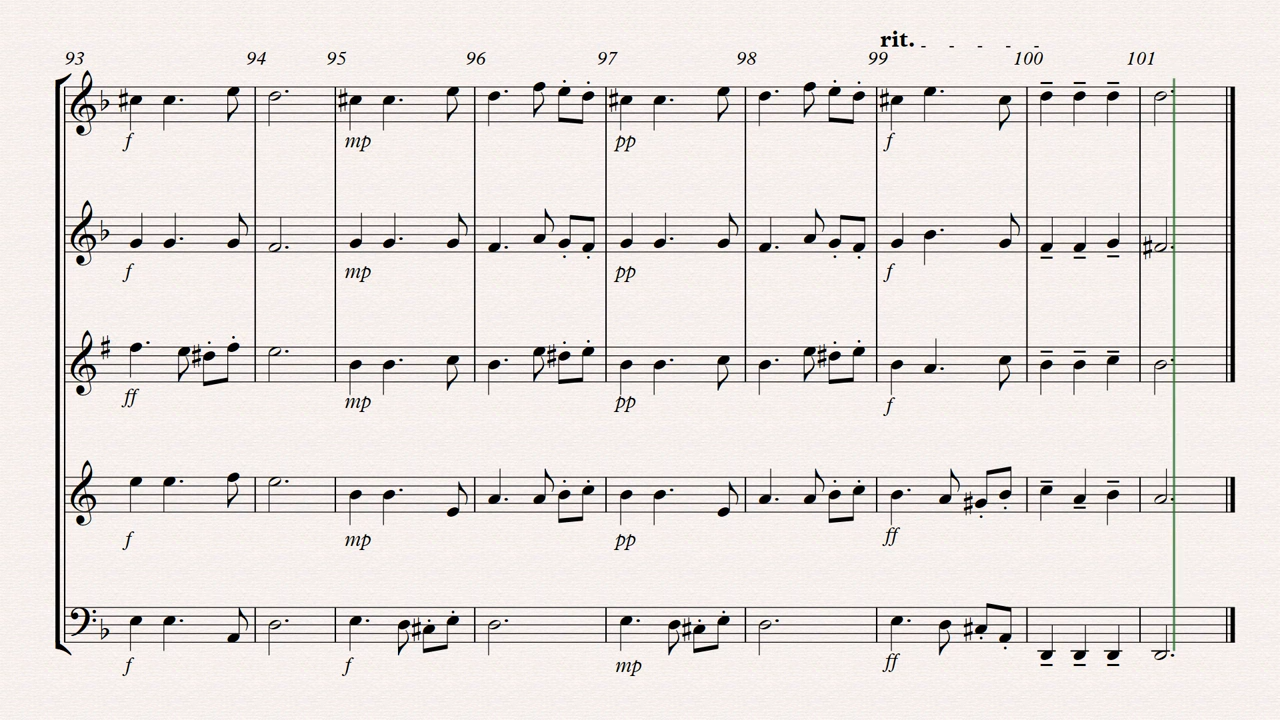 rit.
93 94 95 96 97 98 99 100 101
f mp pp f
f mp pp f
ff mp pp f
f mp pp ff
f f mp ff